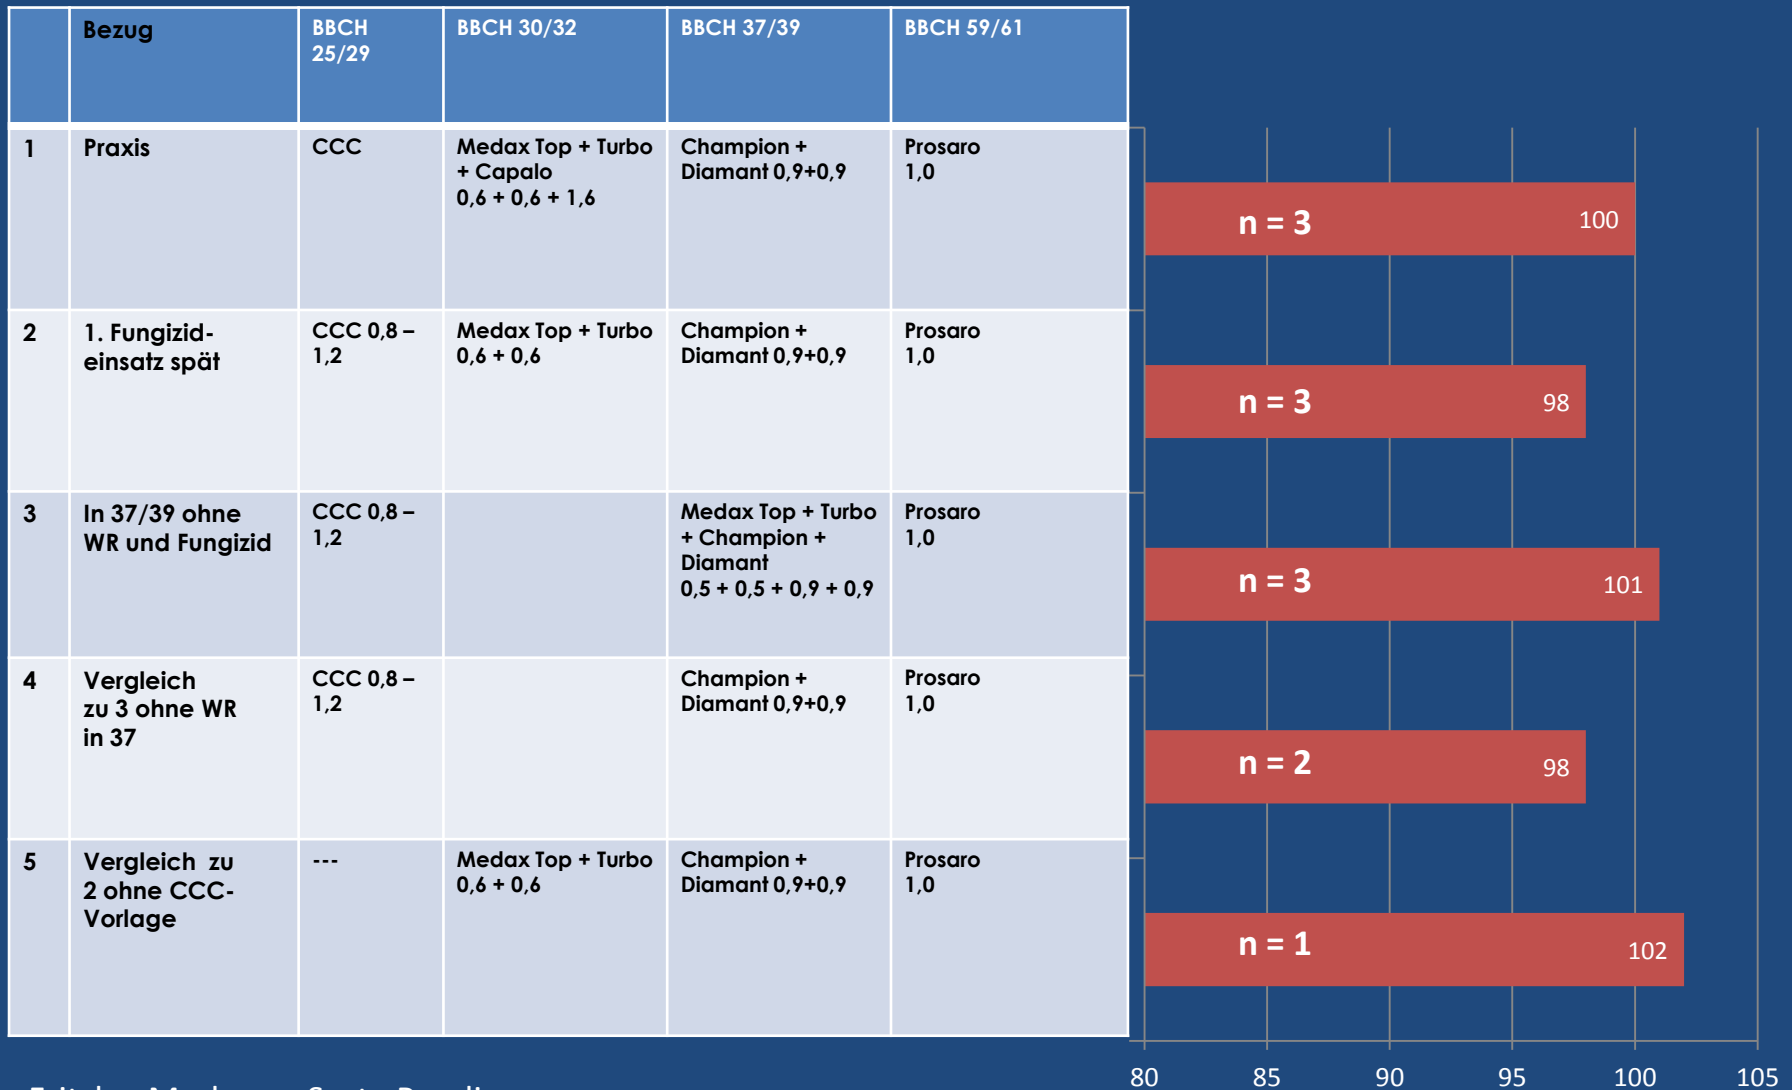 Bezug
BBCH
25/29
BBCH 30/32
BBCH 37/39
BBCH 59/61
1
Praxis
CCC
Medax Top + Turbo
+ Capalo
0,6 + 0,6 + 1,6
Champion +
Diamant 0,9+0,9
Prosaro
1,0
n = 3
100
2
1. Fungizid-
einsatz spät
CCC 0,8 –
1,2
Medax Top + Turbo
0,6 + 0,6
Champion +
Diamant 0,9+0,9
Prosaro
1,0
n = 3
98
3
In 37/39 ohne
WR und Fungizid
CCC 0,8 –
1,2
Medax Top + Turbo
+ Champion +
Diamant
0,5 + 0,5 + 0,9 + 0,9
Prosaro
1,0
n = 3
101
4
Vergleich
zu 3 ohne WR
in 37
CCC 0,8 –
1,2
Champion +
Diamant 0,9+0,9
Prosaro
1,0
n = 2
98
5
Vergleich zu
2 ohne CCC-
Vorlage
---
Medax Top + Turbo
0,6 + 0,6
Champion +
Diamant 0,9+0,9
Prosaro
1,0
n = 1
102
80 85 90 95 100 105